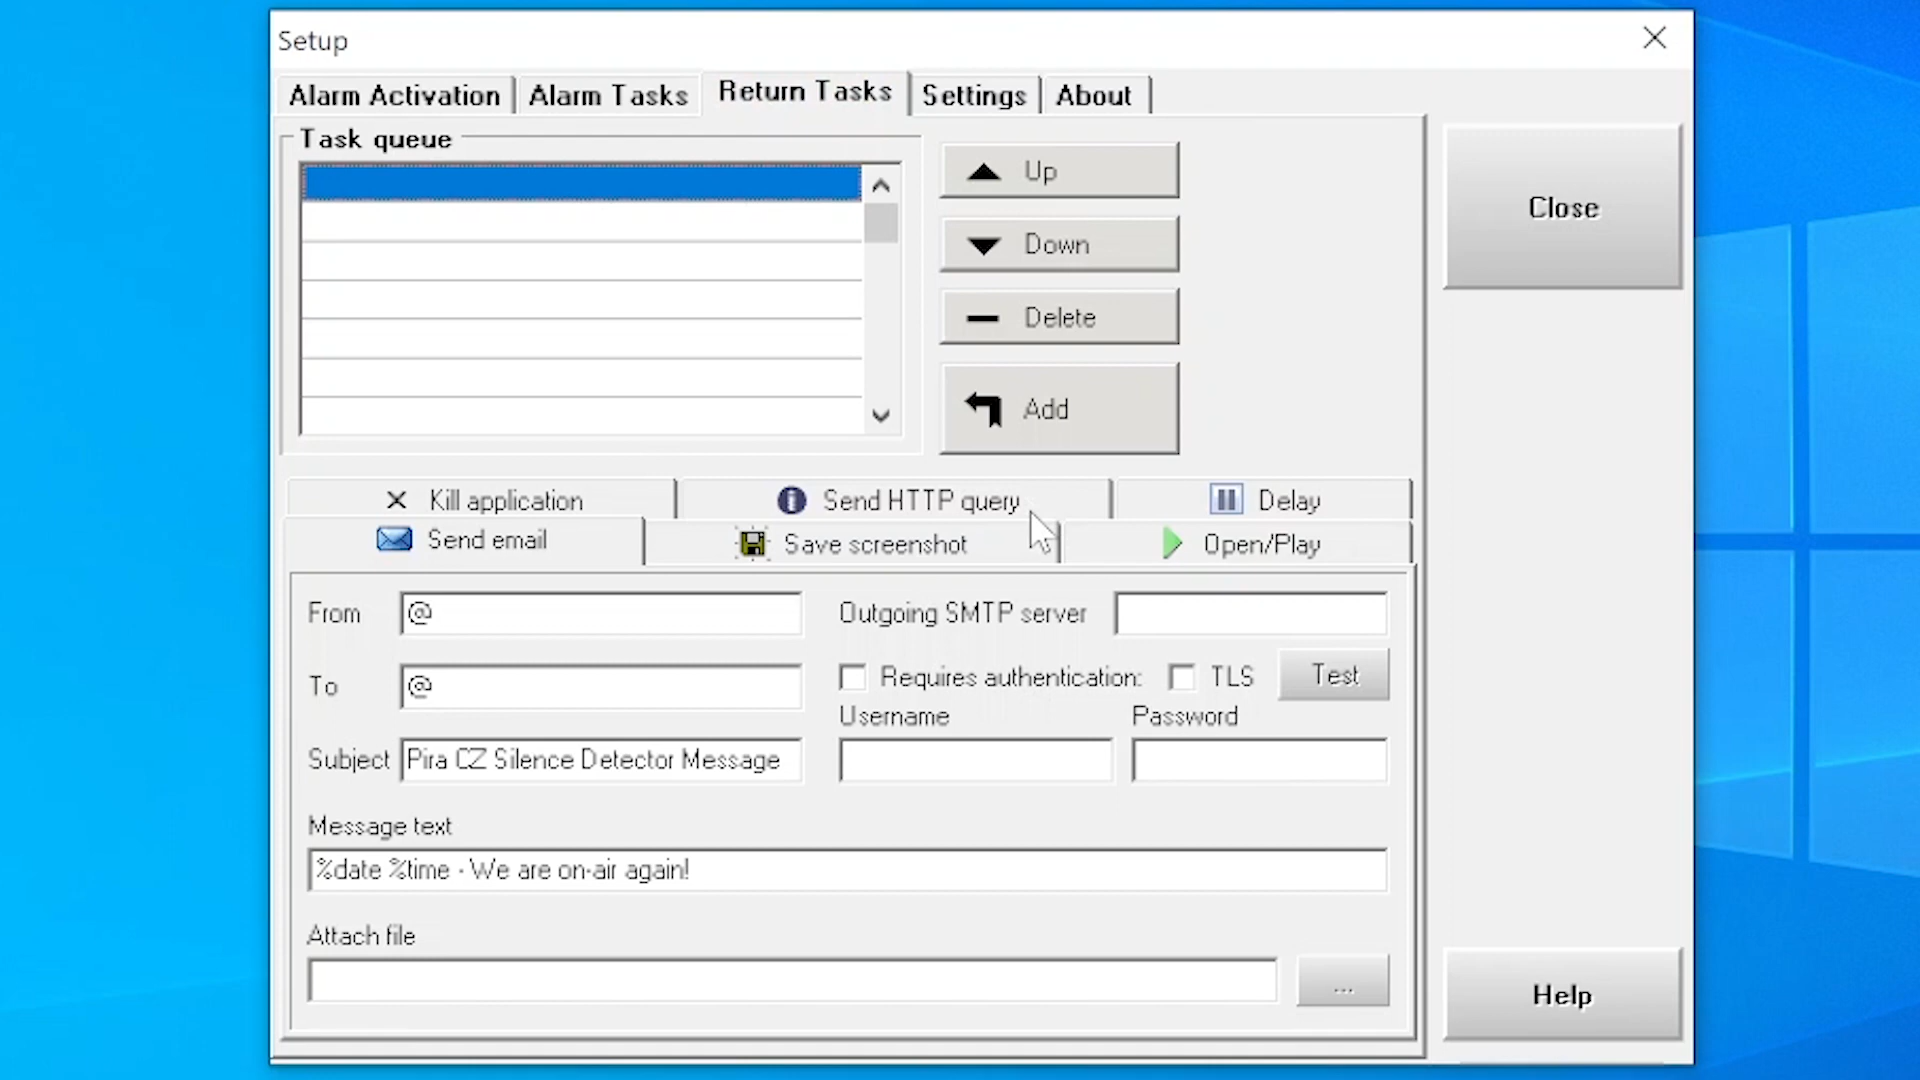 Setup
Alarm Activation
Alarm Tasks
Return Tasks
Settings
About
Task queue
Up
Down
Delete
Add
Close
Kill application
Send HTTP query
Delay
Send email
Save screenshot
Open/Play
From
@
Outgoing SMTP server
To
@
Requires authentication:
TLS
Test
Username
Password
Subject
Pira CZ Silence Detector Message
Message text
%date %time - We are on-air again!
Attach file
...
Help